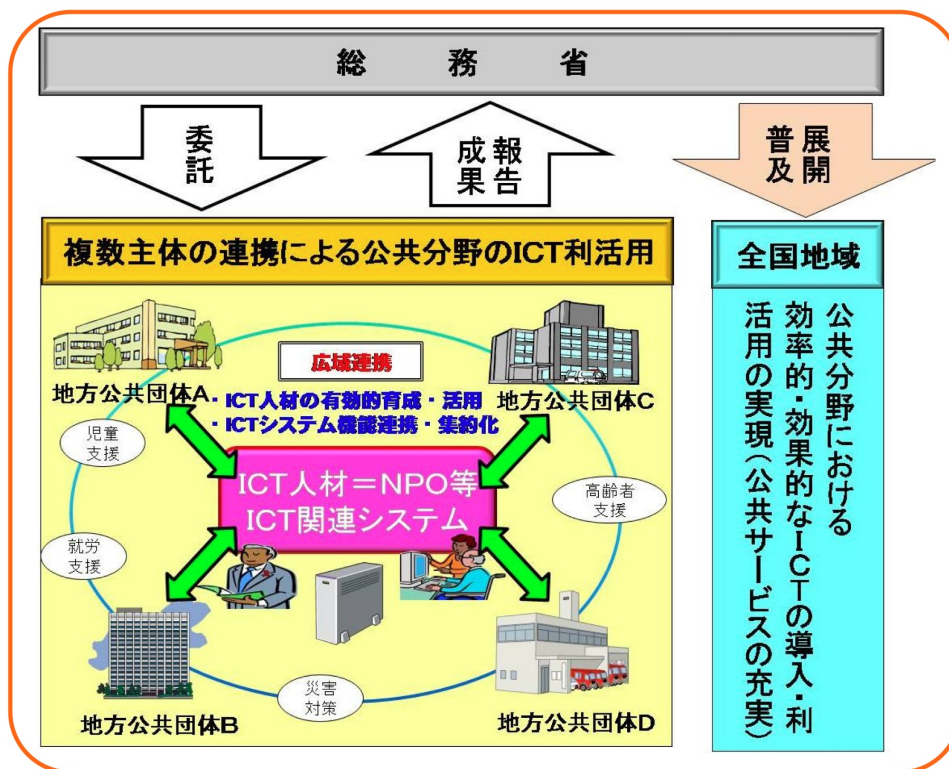 総務省
委託
成果
報告
普及
展開
複数主体の連携による公共分野のICT利活用
広域連携
・ICT人材の有効的育成・活用
・ICTシステム機能連携・集約化
地方公共団体A
地方公共団体C
児童
支援
ICT人材=NPO等
ICT関連システム
高齢者
支援
就労
支援
災害
対策
地方公共団体B
地方公共団体D
全国地域
公共分野における
効率的・効果的なICTの導入・利
活用の実現(公共サービスの充実)